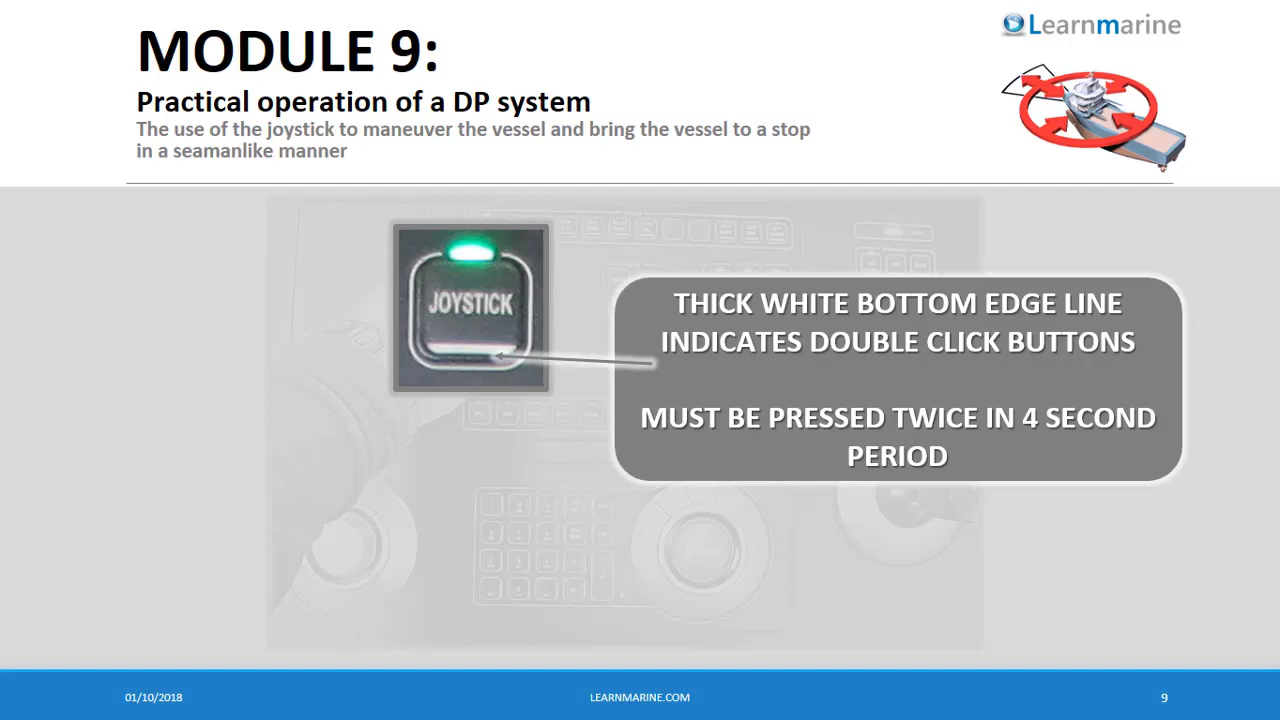 Learnmarine
MODULE 9:
Practical operation of a DP system
The use of the joystick to maneuver the vessel and bring the vessel to a stop
in a seamanlike manner
JOYSTICK
THICK WHITE BOTTOM EDGE LINE
INDICATES DOUBLE CLICK BUTTONS
MUST BE PRESSED TWICE IN 4 SECOND
PERIOD
01/10/2018
LEARNMARINE.COM
9